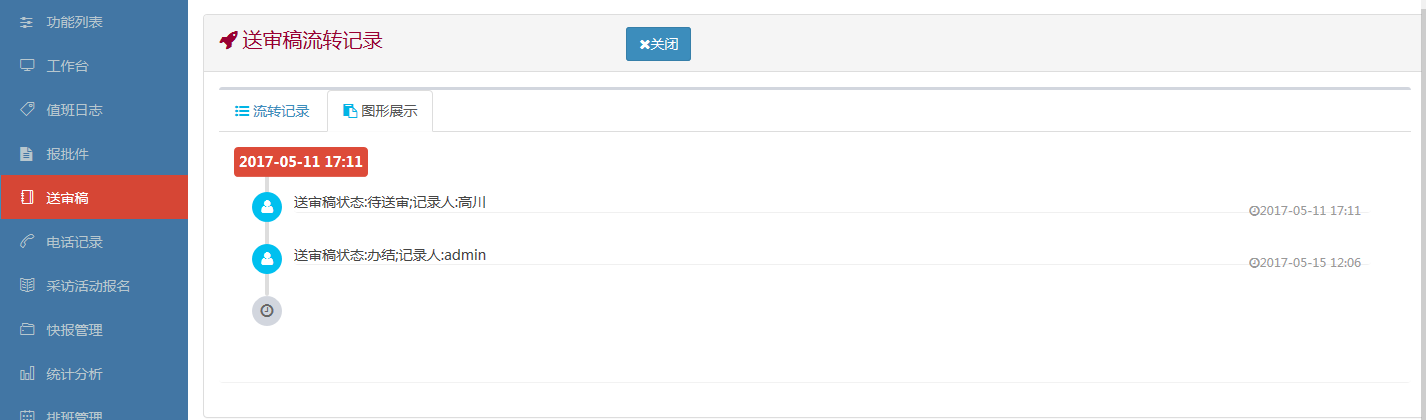 功能列表
工作台
值班日志
报批件
送审稿
电话记录
采访活动报名
快报管理
统计分析
排班管理
送审稿流转记录
关闭
流转记录
图形展示
2017-05-11 17:11
送审稿状态:待送审;记录人:高川
2017-05-11 17:11
送审稿状态:办结;记录人:admin
2017-05-15 12:06